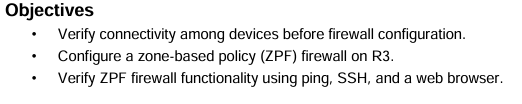 Objectives
• Verify connectivity among devices before firewall configuration.
• Configure a zone-based policy (ZPF) firewall on R3.
• Verify ZPF firewall functionality using ping, SSH, and a web browser.